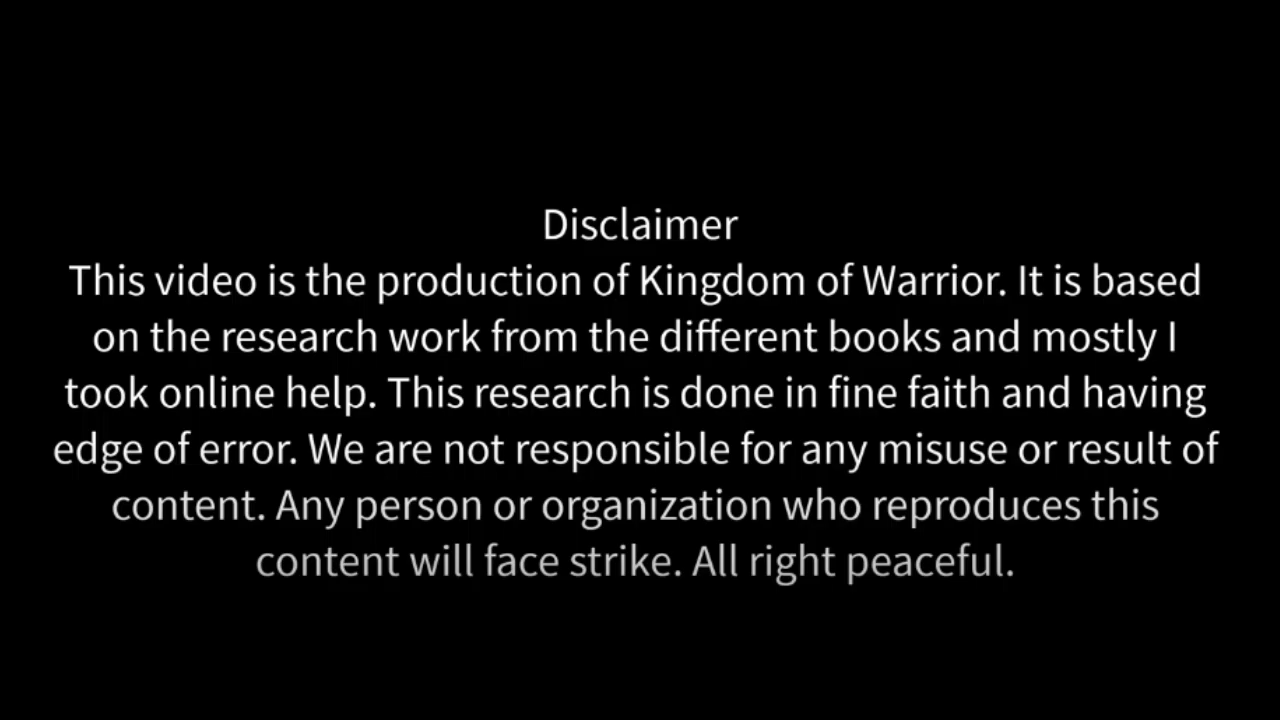 Disclaimer
This video is the production of Kingdom of Warrior. It is based
on the research work from the different books and mostly I
took online help. This research is done in fine faith and having
edge of error. We are not responsible for any misuse or result of
content. Any person or organization who reproduces this
content will face strike. All right peaceful.